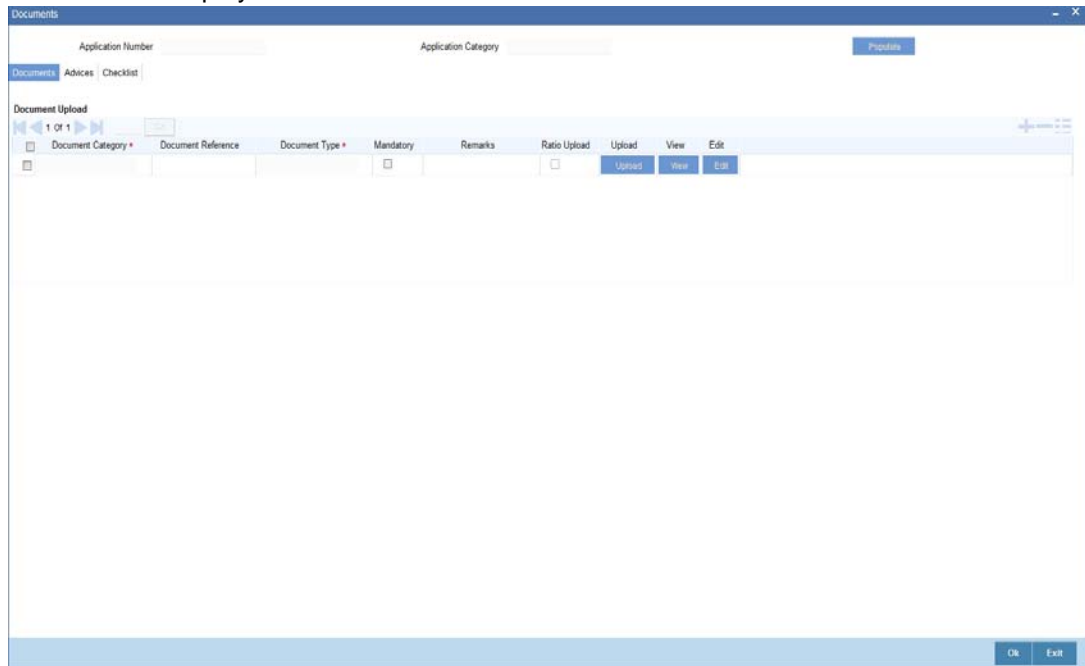 Documents
Application Number Application Category Populate
Documents Advices Checklist
Document Upload
1 Of 1 Go
Document Category * Document Reference Document Type * Mandatory Remarks Ratio Upload Upload View Edit
Upload View Edit
Ok Exit